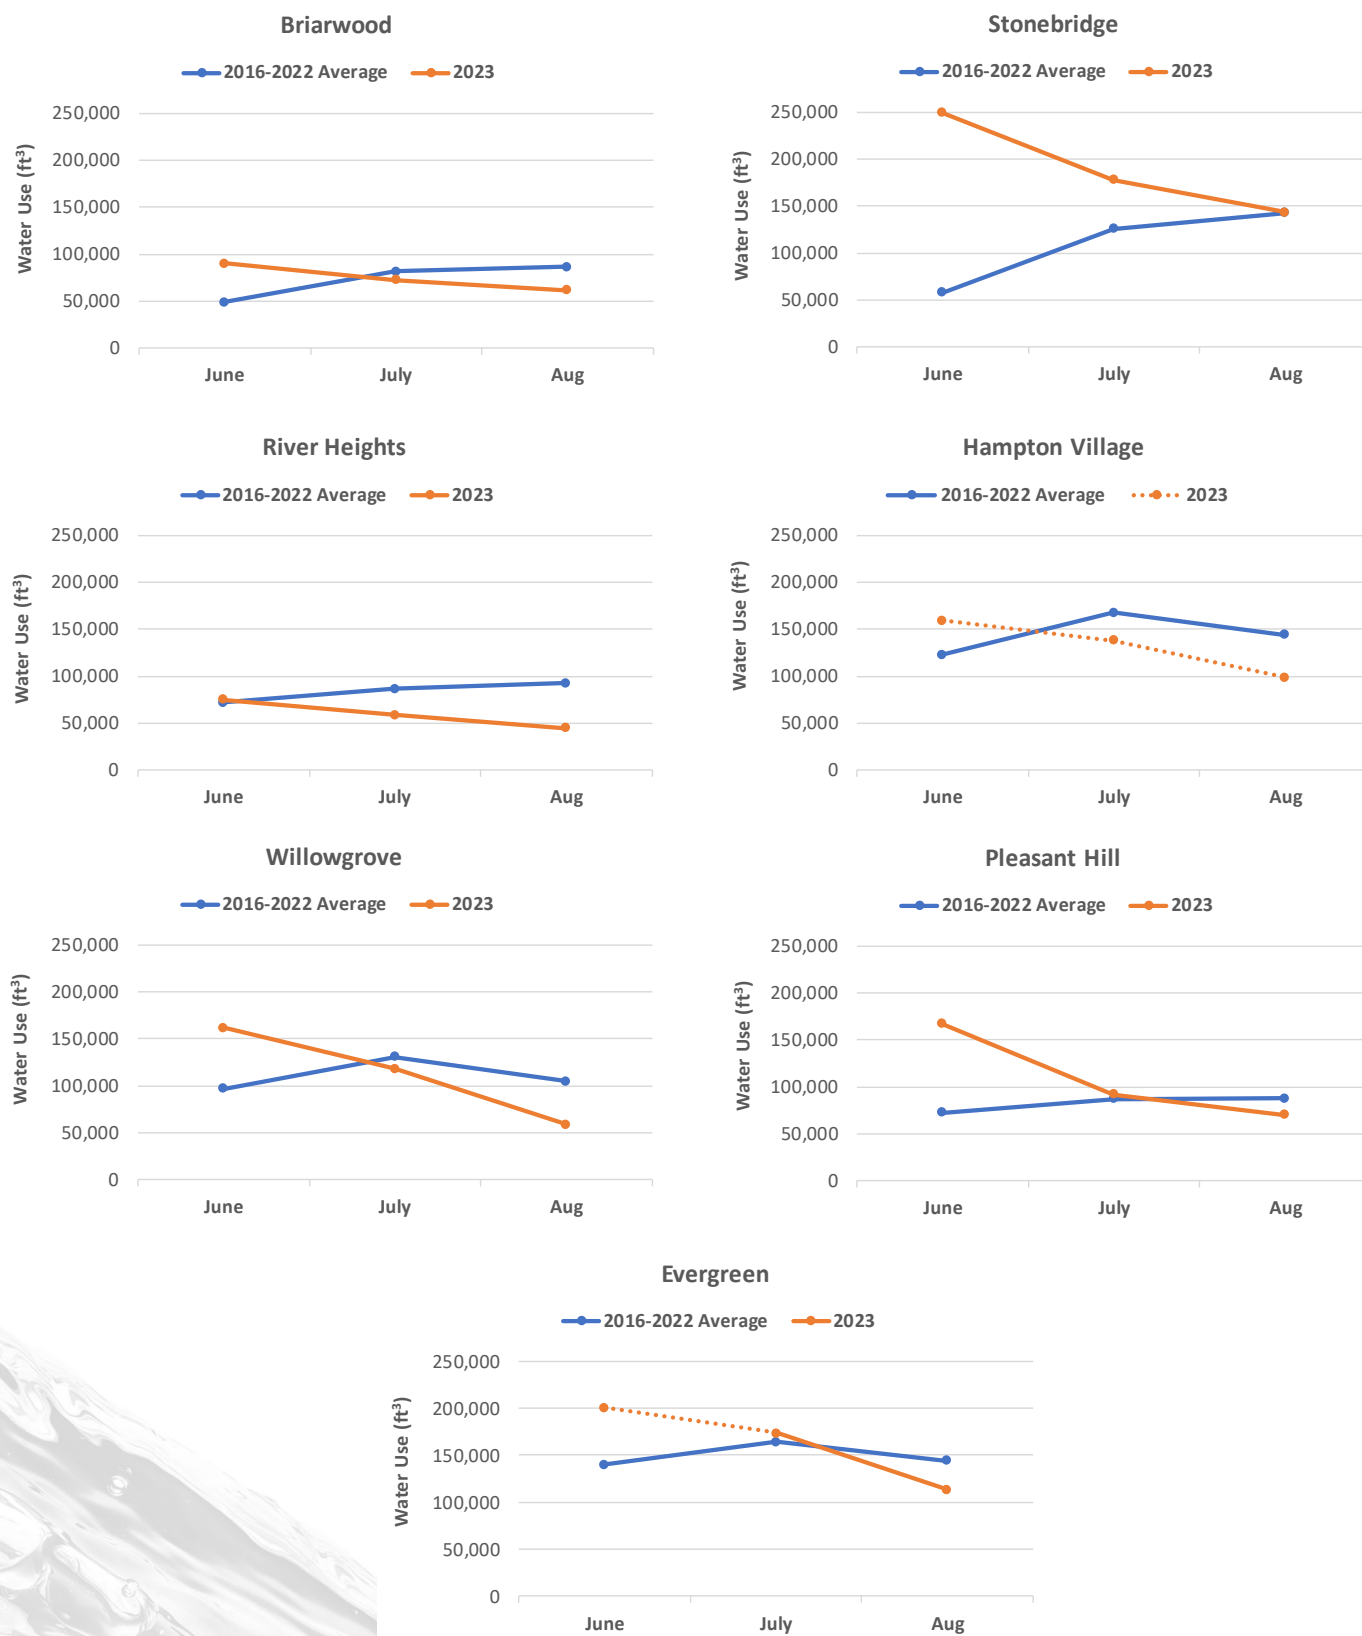 Briarwood
2016-2022 Average 2023
Water Use (ft³)
250,000
200,000
150,000
100,000
50,000
0
June July Aug
Stonebridge
2016-2022 Average 2023
Water Use (ft³)
250,000
200,000
150,000
100,000
50,000
0
June July Aug
River Heights
2016-2022 Average 2023
Water Use (ft³)
250,000
200,000
150,000
100,000
50,000
0
June July Aug
Hampton Village
2016-2022 Average 2023
Water Use (ft³)
250,000
200,000
150,000
100,000
50,000
0
June July Aug
Willowgrove
2016-2022 Average 2023
Water Use (ft³)
250,000
200,000
150,000
100,000
50,000
0
June July Aug
Pleasant Hill
2016-2022 Average 2023
Water Use (ft³)
250,000
200,000
150,000
100,000
50,000
0
June July Aug
Evergreen
2016-2022 Average 2023
Water Use (ft³)
250,000
200,000
150,000
100,000
50,000
0
June July Aug